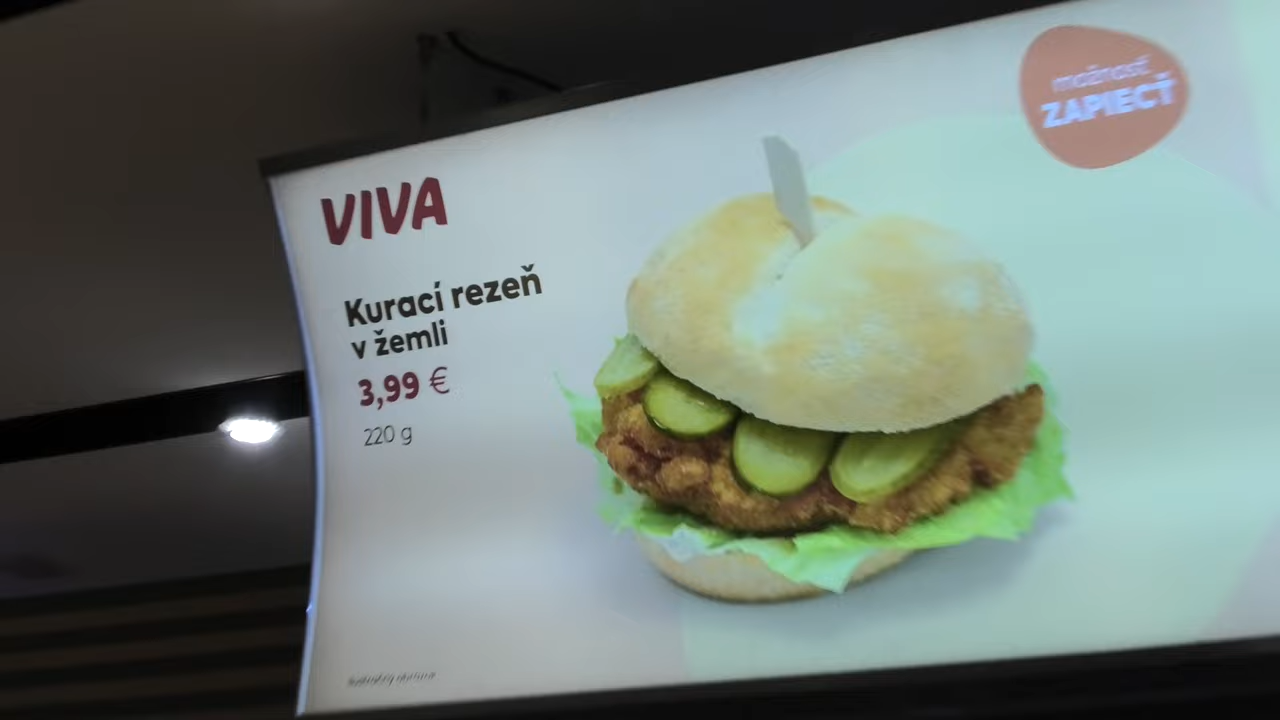 možnosť
ZAPIECŤ
VIVA
Kurací rezeň
v žemli
3,99 €
220 g